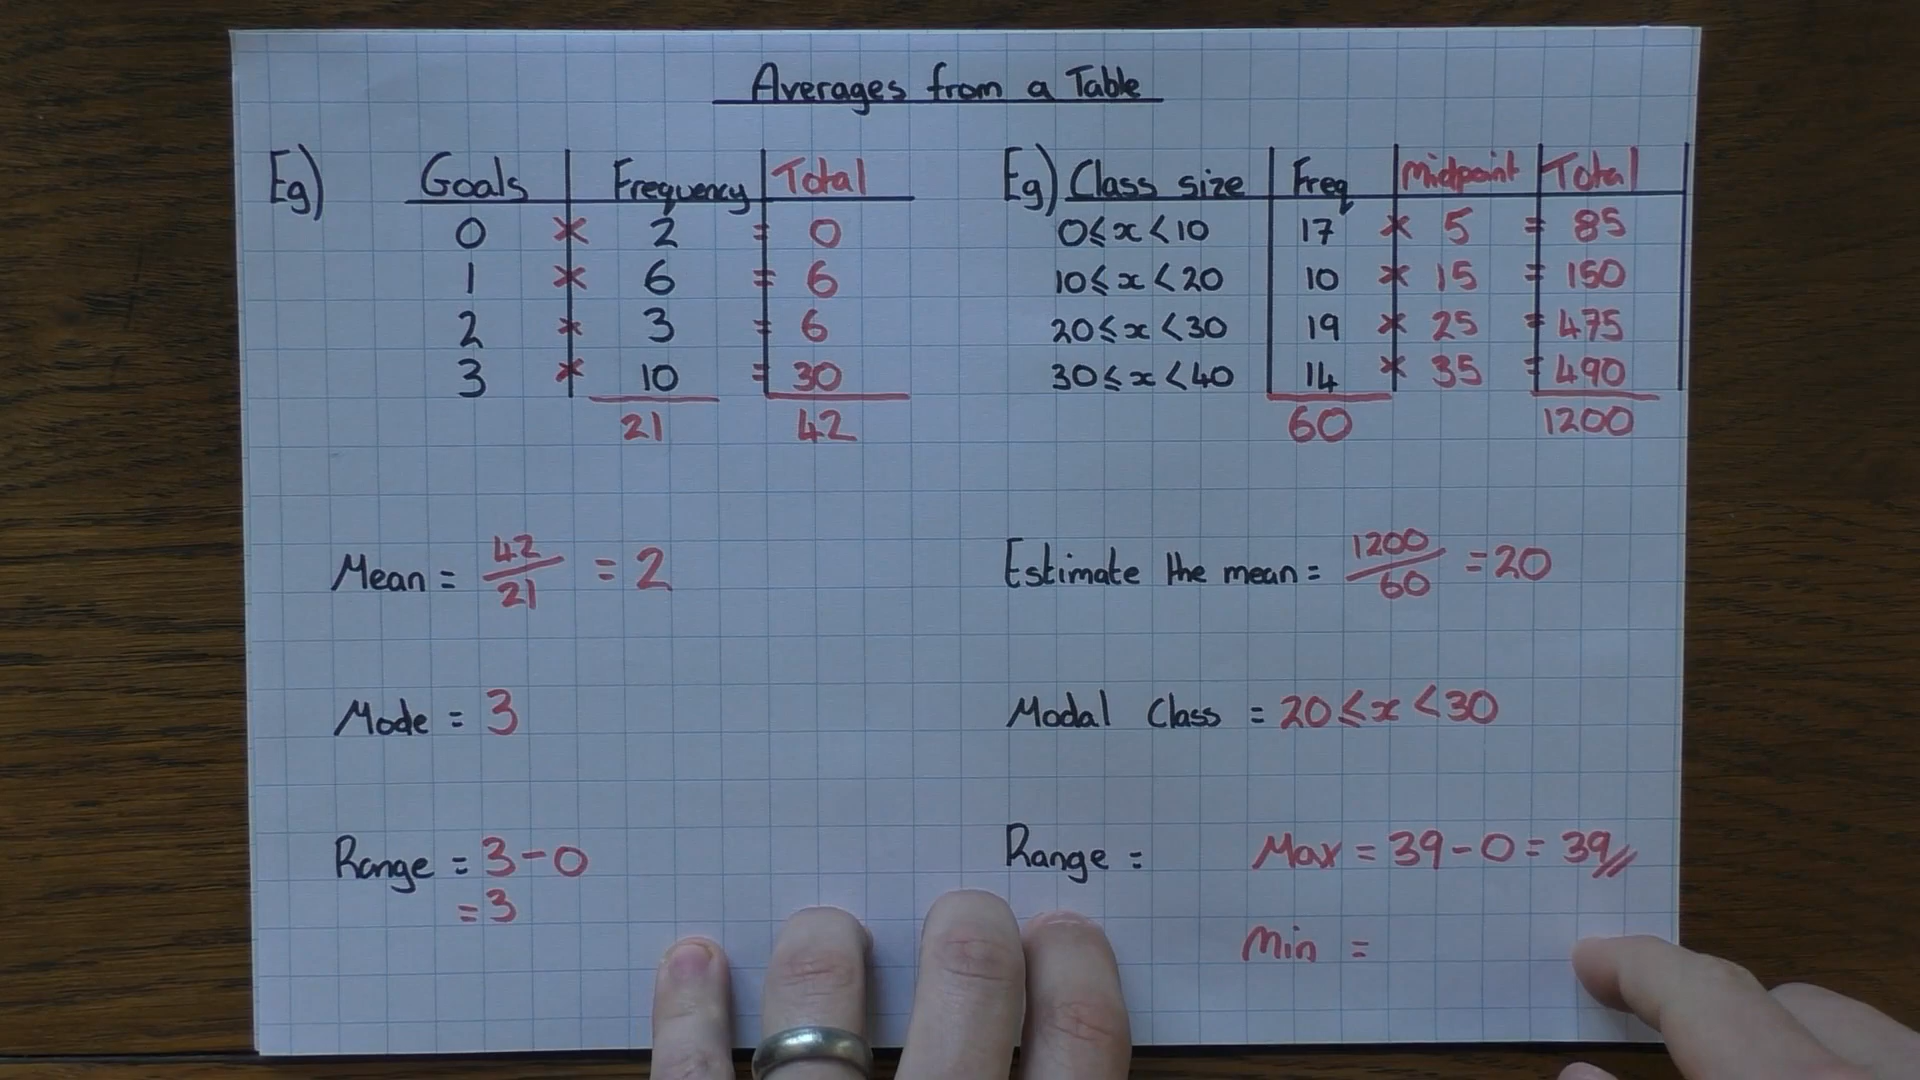 Averages from a Table
Eg)
Goals Frequency Total
0 × 2 = 0
1 × 6 = 6
2 × 3 = 6
3 × 10 = 30
21 42
Mean = 42/21 = 2
Mode = 3
Range = 3 - 0
= 3
Eg) Class size Freq Midpoint Total
0 ≤ x < 10 17 × 5 = 85
10 ≤ x < 20 10 × 15 = 150
20 ≤ x < 30 19 × 25 = 475
30 ≤ x < 40 14 × 35 = 490
60 1200
Estimate the mean = 1200/60 = 20
Modal Class = 20 ≤ x < 30
Range = Max = 39 - 0 = 39//
Min =